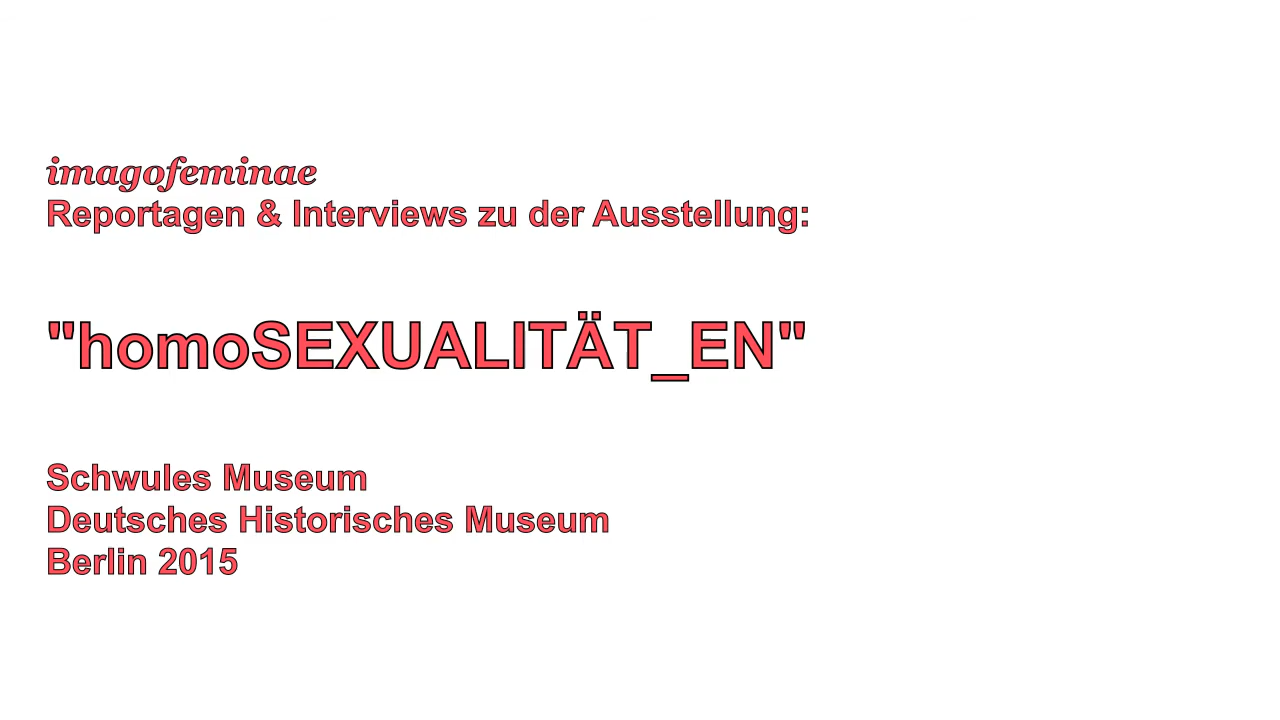 imagofeminae
Reportagen & Interviews zu der Ausstellung:
"homoSEXUALITÄT_EN"
Schwules Museum
Deutsches Historisches Museum
Berlin 2015